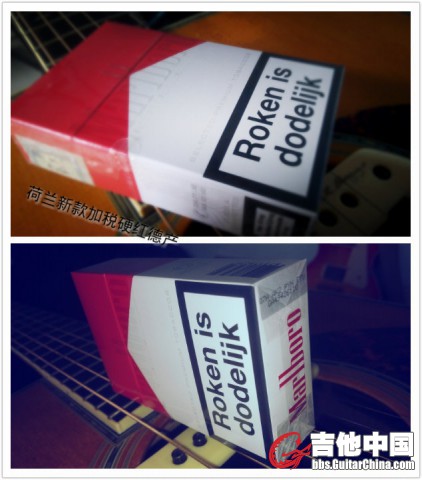 Roken is
dodelijk
荷兰新款加税硬红德产
Roken is
dodelijk
Marlboro
吉他中国
bbs.GuitarChina.com